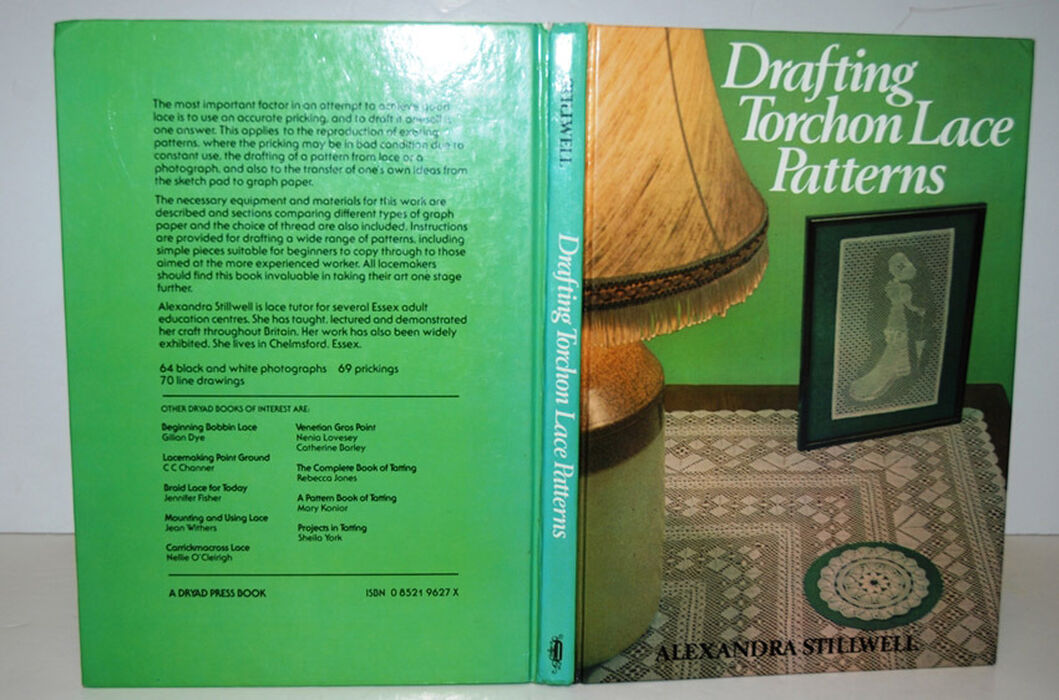 The most important factor in an attempt to achieve good
lace is to use an accurate pricking, and to draft it oneself is
one answer. This applies to the reproduction of existing
patterns, where the pricking may be in bad condition due to
constant use, the drafting of a pattern from lace or a
photograph, and also to the transfer of one's own ideas from
the sketch pad to graph paper.
The necessary equipment and materials for this work are
described and sections comparing different types of graph
paper and the choice of thread are also included. Instructions
are provided for drafting a wide range of patterns, including
simple pieces suitable for beginners to copy through to those
aimed at the more experienced worker. All lacemakers
should find this book invaluable in taking their art one stage
further.
Alexandra Stillwell is lace tutor for several Essex adult
education centres. She has taught, lectured and demonstrated
her craft throughout Britain. Her work has also been widely
exhibited. She lives in Chelmsford, Essex.
64 black and white photographs 69 prickings
70 line drawings
OTHER DRYAD BOOKS OF INTEREST ARE:
Beginning Bobbin Lace
Gilian Dye
Lacemaking Point Ground
C C Channer
Braid Lace for Today
Jennifer Fisher
Mounting and Using Lace
Jean Withers
Carrickmacross Lace
Nellie O'Cleirigh
Venetian Gros Point
Nenia Lovesey
Catherine Barley
The Complete Book of Tatting
Rebecca Jones
A Pattern Book of Tatting
Mary Konior
Projects in Tatting
Sheila York
A DRYAD PRESS BOOK ISBN 0 8521 9627 X
STILLWELL
Drafting Torchon Lace Patterns
Drafting
Torchon Lace
Patterns
ALEXANDRA STILLWELL